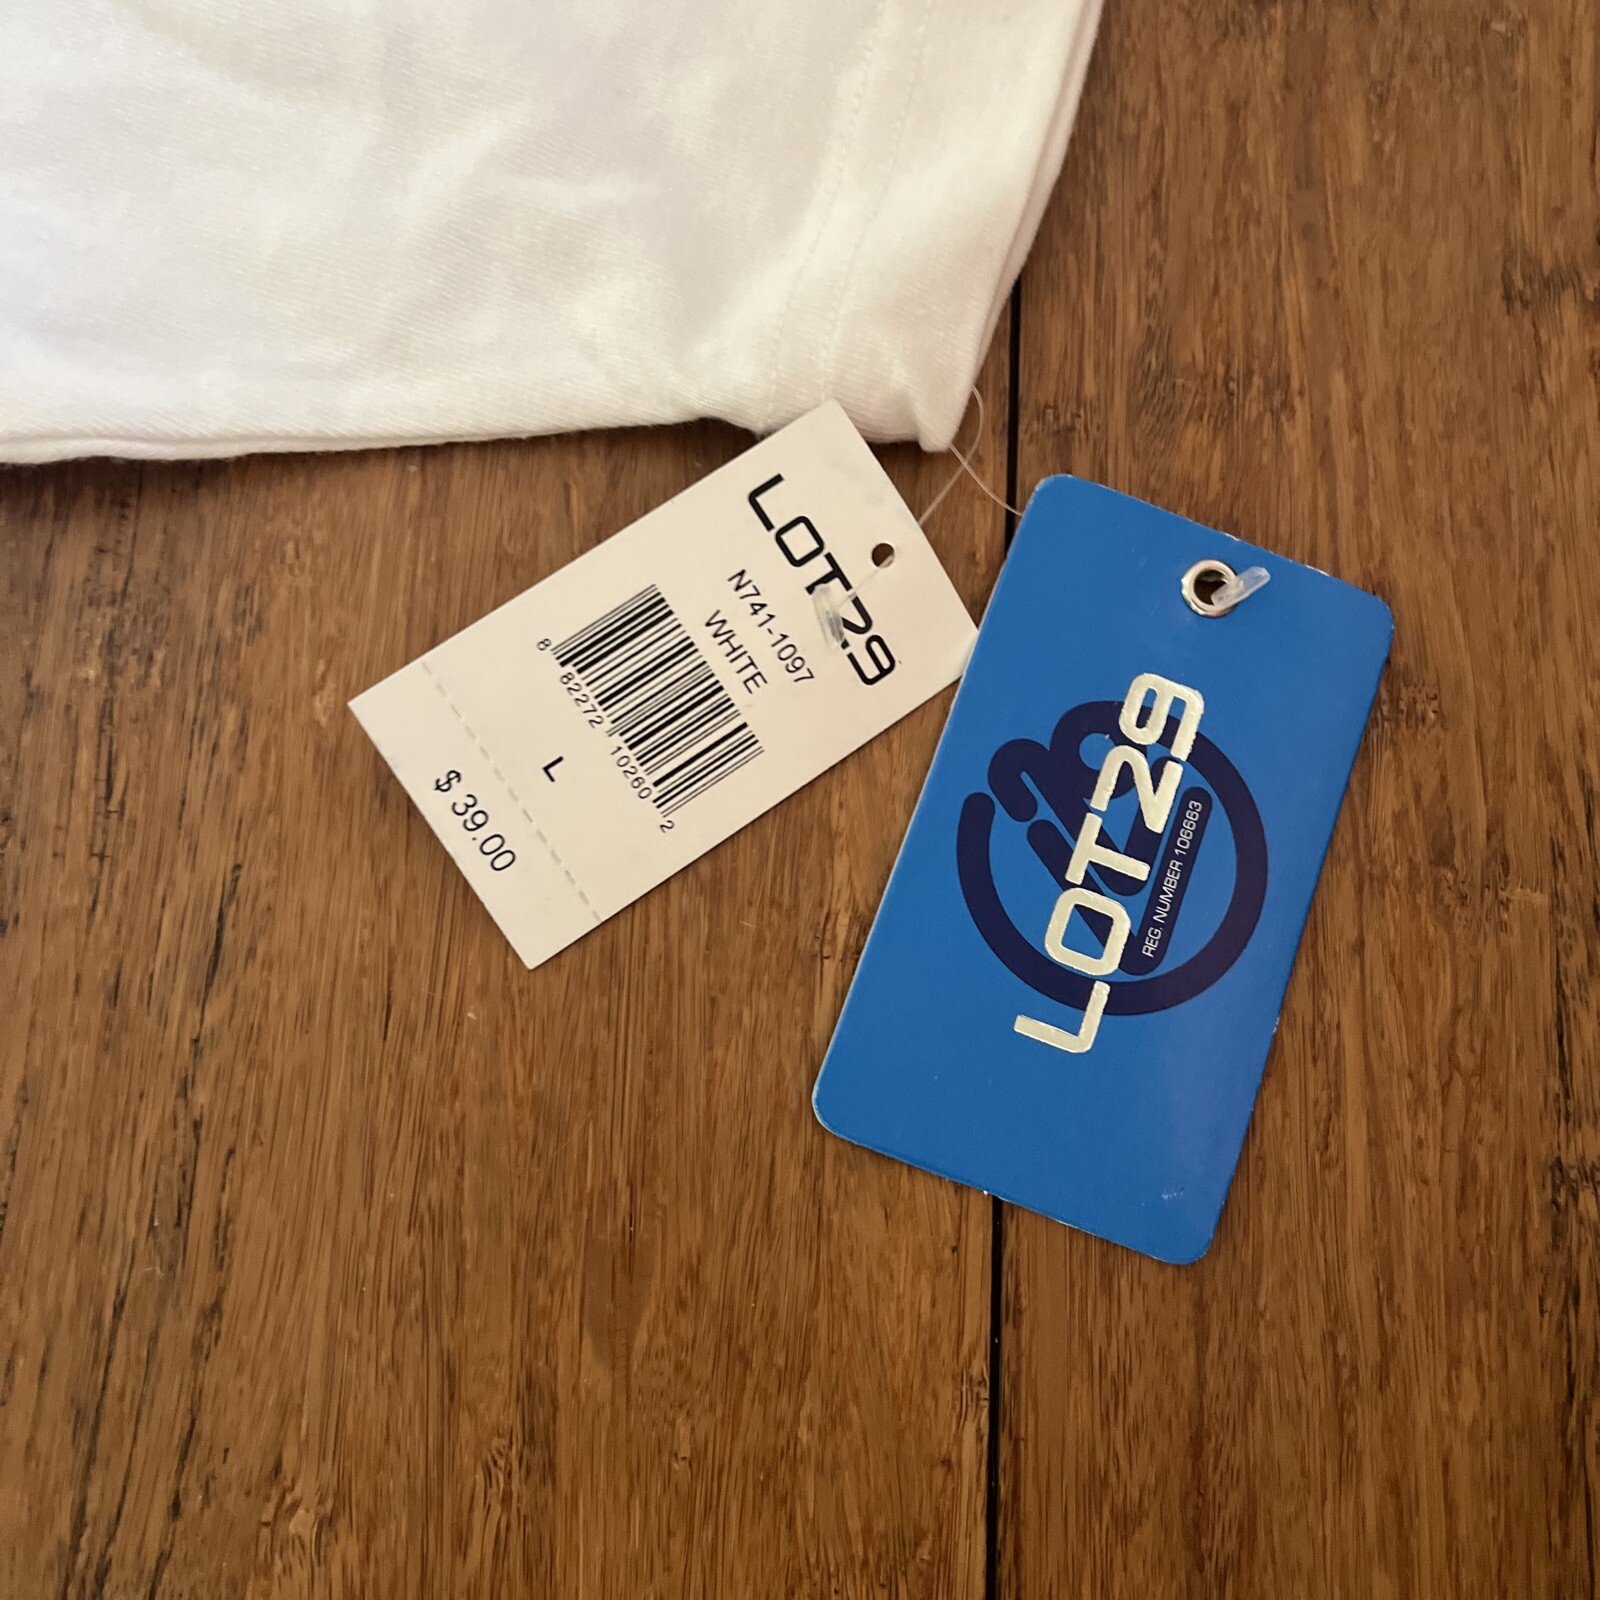 LOT29
N741-1097
WHITE
8 82272 10260 2
L
$ 39.00
LOT29
REG. NUMBER 106663